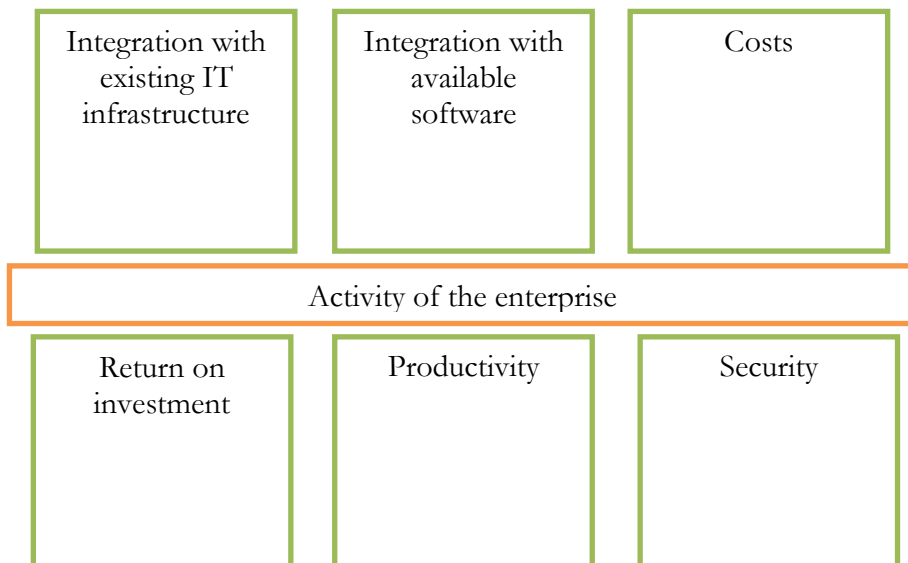 Integration with
existing IT
infrastructure
Integration with
available
software
Costs
Activity of the enterprise
Return on
investment
Productivity
Security